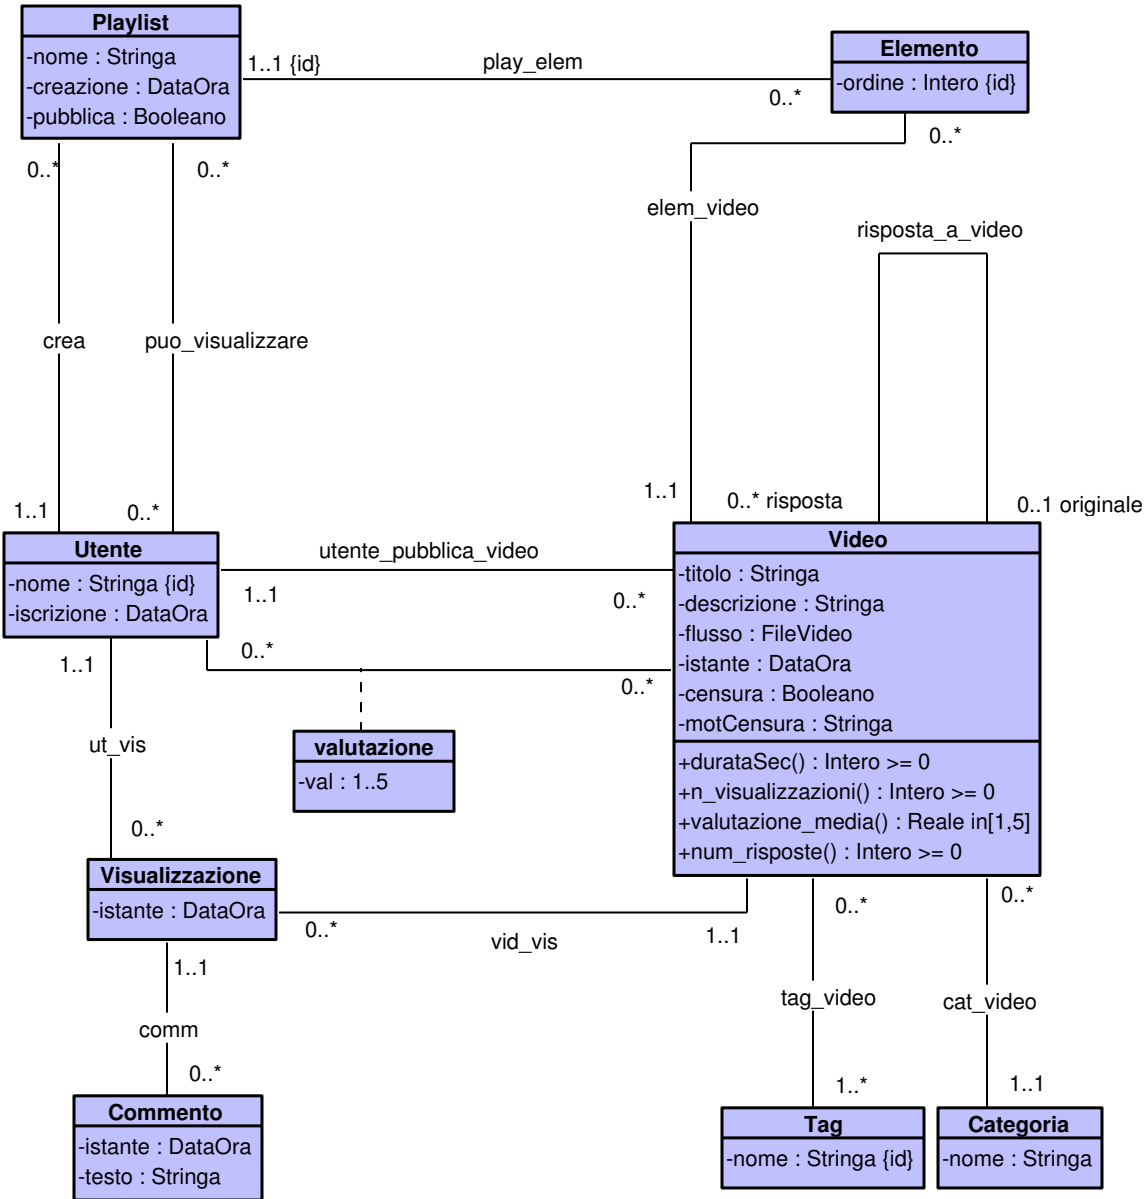 Playlist
-nome : Stringa
-creazione : DataOra
-pubblica : Booleano
1..1 {id}
play_elem
0..*
Elemento
-ordine : Intero {id}
0..*
0..*
0..*
elem_video
risposta_a_video
crea
puo_visualizzare
1..1
0..*
1..1
0..* risposta
0..1 originale
Utente
-nome : Stringa {id}
-iscrizione : DataOra
utente_pubblica_video
1..1
0..*
Video
-titolo : Stringa
-descrizione : Stringa
-flusso : FileVideo
-istante : DataOra
-censura : Booleano
-motCensura : Stringa
+durataSec() : Intero >= 0
+n_visualizzazioni() : Intero >= 0
+valutazione_media() : Reale in[1,5]
+num_risposte() : Intero >= 0
1..1
0..*
0..*
ut_vis
valutazione
-val : 1..5
0..*
Visualizzazione
-istante : DataOra
0..*
vid_vis
1..1
0..*
0..*
1..1
tag_video
cat_video
comm
0..*
1..*
1..1
Commento
-istante : DataOra
-testo : Stringa
Tag
-nome : Stringa {id}
Categoria
-nome : Stringa